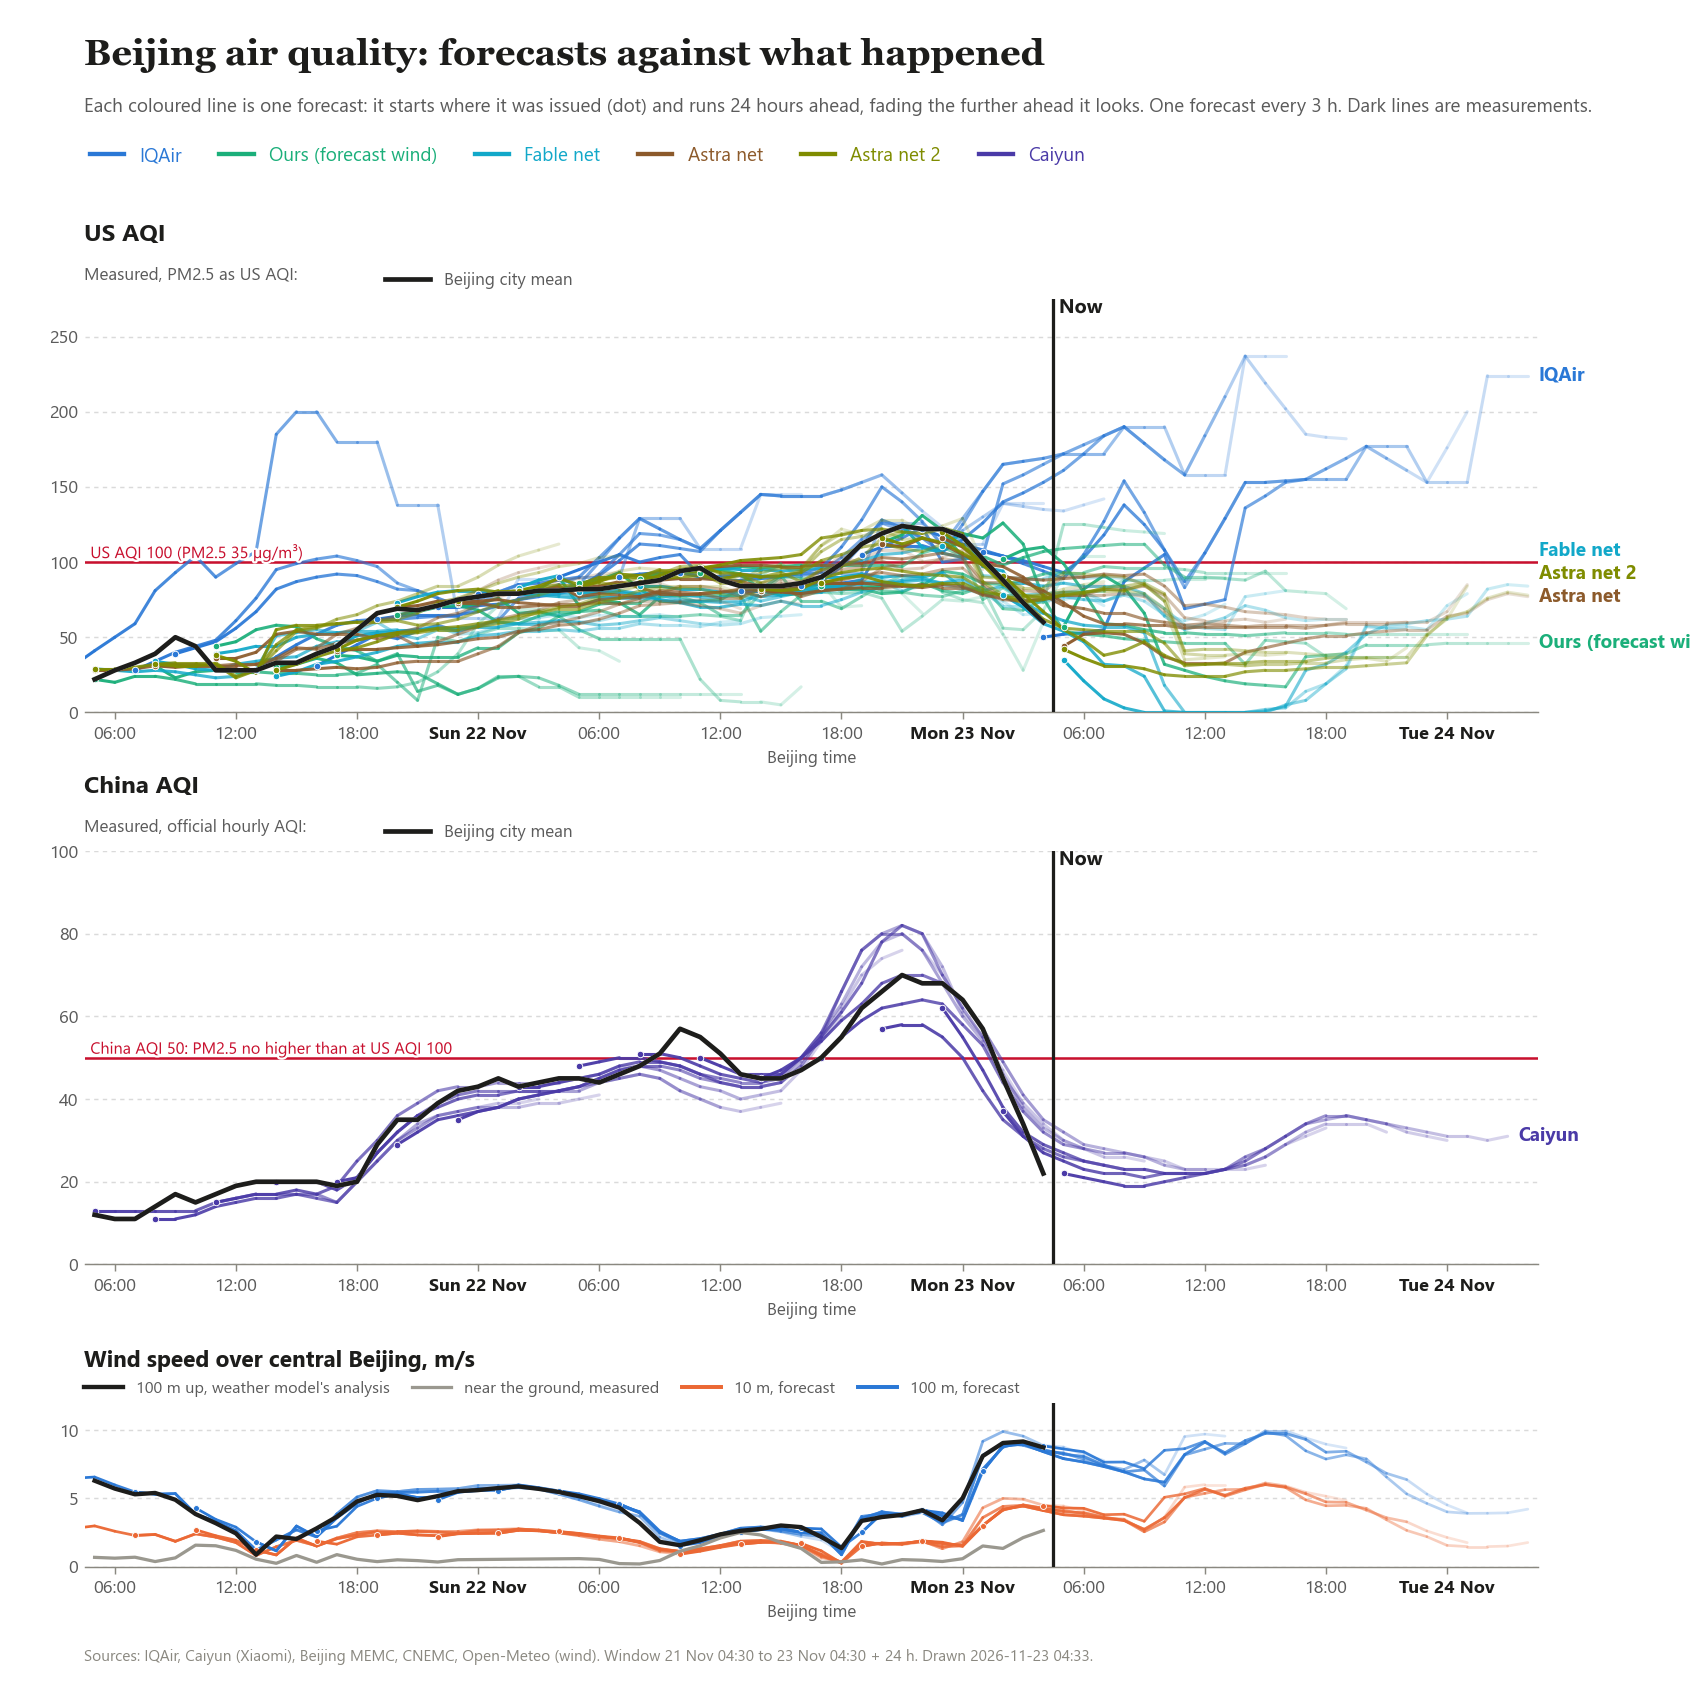 Beijing air quality: forecasts against what happened
Each coloured line is one forecast: it starts where it was issued (dot) and runs 24 hours ahead, fading the further ahead it looks. One forecast every 3 h. Dark lines are measurements.
IQAir Ours (forecast wind) Fable net Astra net Astra net 2 Caiyun
US AQI
Measured, PM2.5 as US AQI: Beijing city mean
Now
250
IQAir
200
150
US AQI 100 (PM2.5 35 µg/m³)
100
Fable net
Astra net 2
Astra net
50
Ours (forecast wi
0
06:00 12:00 18:00 Sun 22 Nov 06:00 12:00 18:00 Mon 23 Nov 06:00 12:00 18:00 Tue 24 Nov
Beijing time
China AQI
Measured, official hourly AQI: Beijing city mean
100
Now
80
60
China AQI 50: PM2.5 no higher than at US AQI 100
40
Caiyun
20
0
06:00 12:00 18:00 Sun 22 Nov 06:00 12:00 18:00 Mon 23 Nov 06:00 12:00 18:00 Tue 24 Nov
Beijing time
Wind speed over central Beijing, m/s
100 m up, weather model's analysis near the ground, measured 10 m, forecast 100 m, forecast
10
5
0
06:00 12:00 18:00 Sun 22 Nov 06:00 12:00 18:00 Mon 23 Nov 06:00 12:00 18:00 Tue 24 Nov
Beijing time
Sources: IQAir, Caiyun (Xiaomi), Beijing MEMC, CNEMC, Open-Meteo (wind). Window 21 Nov 04:30 to 23 Nov 04:30 + 24 h. Drawn 2026-11-23 04:33.